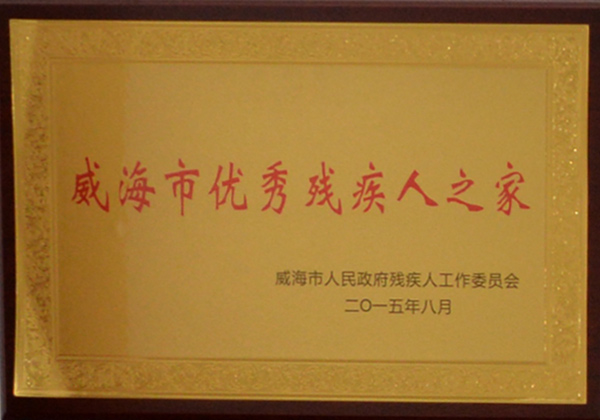 威海市优秀残疾人之家
威海市人民政府残疾人工作委员会
二〇一五年八月